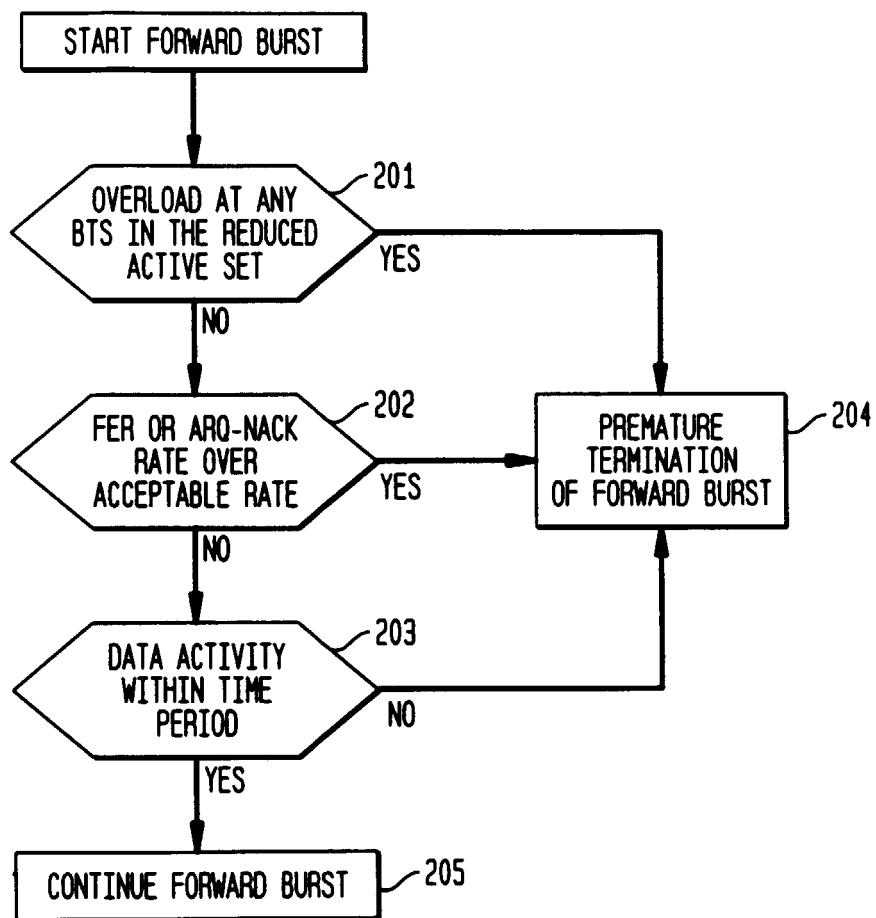 START FORWARD BURST
201
OVERLOAD AT ANY
BTS IN THE REDUCED
ACTIVE SET
YES
NO
202
FER OR ARQ-NACK
RATE OVER
ACCEPTABLE RATE
YES
NO
204
PREMATURE
TERMINATION
OF FORWARD BURST
203
DATA ACTIVITY
WITHIN TIME
PERIOD
NO
YES
CONTINUE FORWARD BURST
205